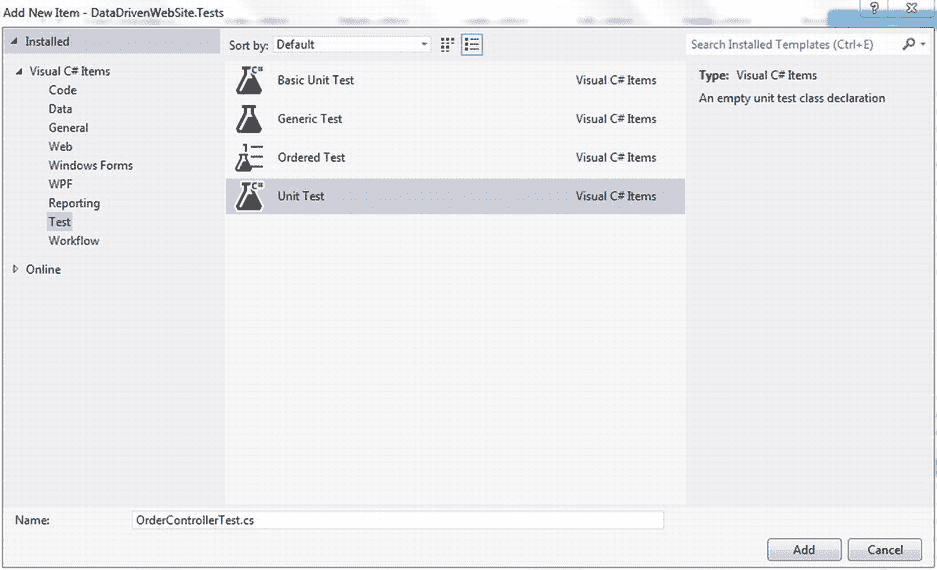 Add New Item - DataDrivenWebSite.Tests
?
Installed
Sort by: Default
Search Installed Templates (Ctrl+E)
Visual C# Items
Code
Data
General
Web
Windows Forms
WPF
Reporting
Test
Workflow
Online
C# Basic Unit Test Visual C# Items
Generic Test Visual C# Items
1 Ordered Test Visual C# Items
C# Unit Test Visual C# Items
Type: Visual C# Items
An empty unit test class declaration
Name: OrderControllerTest.cs
Add Cancel